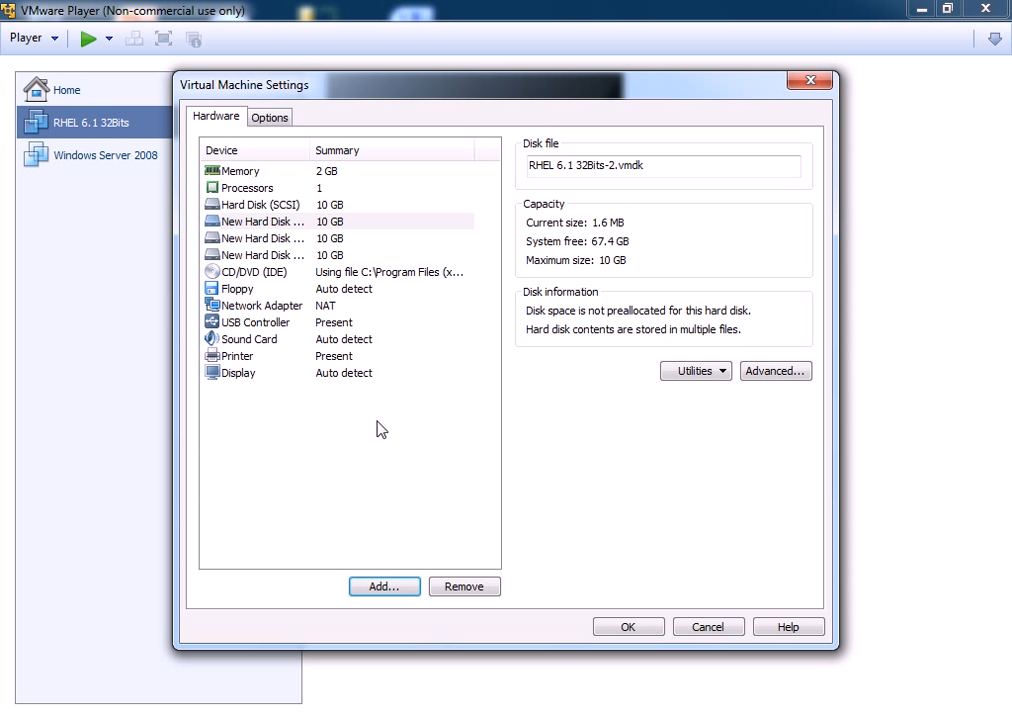 VMware Player (Non-commercial use only)
Player
Home
RHEL 6.1 32Bits
Windows Server 2008
Virtual Machine Settings
Hardware
Options
Device Summary
Memory 2 GB
Processors 1
Hard Disk (SCSI) 10 GB
New Hard Disk ... 10 GB
New Hard Disk ... 10 GB
New Hard Disk ... 10 GB
CD/DVD (IDE) Using file C:\Program Files (x...
Floppy Auto detect
Network Adapter NAT
USB Controller Present
Sound Card Auto detect
Printer Present
Display Auto detect
Add...
Remove
Disk file
RHEL 6.1 32Bits-2.vmdk
Capacity
Current size: 1.6 MB
System free: 67.4 GB
Maximum size: 10 GB
Disk information
Disk space is not preallocated for this hard disk.
Hard disk contents are stored in multiple files.
Utilities
Advanced...
OK
Cancel
Help